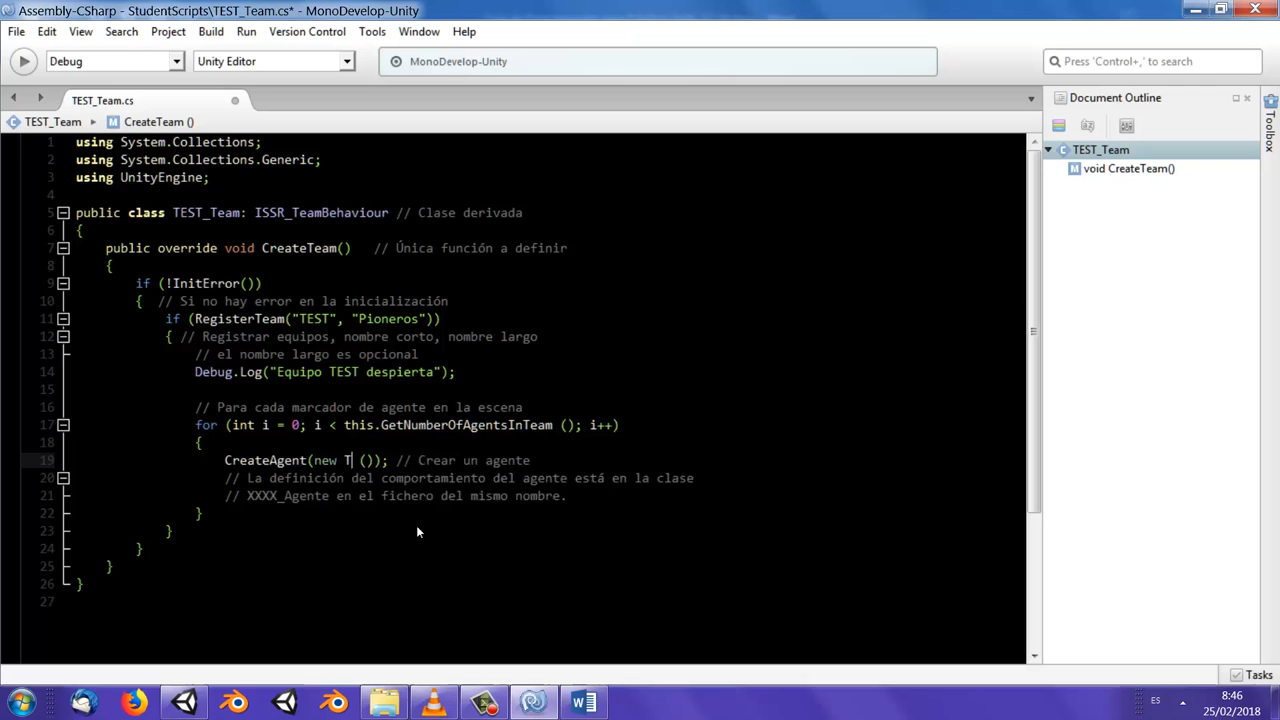 Assembly-CSharp - StudentScripts\TEST_Team.cs* - MonoDevelop-Unity
File Edit View Search Project Build Run Version Control Tools Window Help
Debug Unity Editor MonoDevelop-Unity Press 'Control+,' to search
TEST_Team.cs Document Outline
TEST_Team CreateTeam ()
TEST_Team
void CreateTeam()
Toolbox
1 using System.Collections;
2 using System.Collections.Generic;
3 using UnityEngine;
4
5 public class TEST_Team: ISSR_TeamBehaviour // Clase derivada
6 {
7 public override void CreateTeam() // Única función a definir
8 {
9 if (!InitError())
10 { // Si no hay error en la inicialización
11 if (RegisterTeam("TEST", "Pioneros"))
12 { // Registrar equipos, nombre corto, nombre largo
13 // el nombre largo es opcional
14 Debug.Log("Equipo TEST despierta");
15
16 // Para cada marcador de agente en la escena
17 for (int i = 0; i < this.GetNumberOfAgentsInTeam (); i++)
18 {
19 CreateAgent(new T ()); // Crear un agente
20 // La definición del comportamiento del agente está en la clase
21 // XXXX_Agente en el fichero del mismo nombre.
22 }
23 }
24 }
25 }
26 }
27
Tasks
ES 8:46
25/02/2018